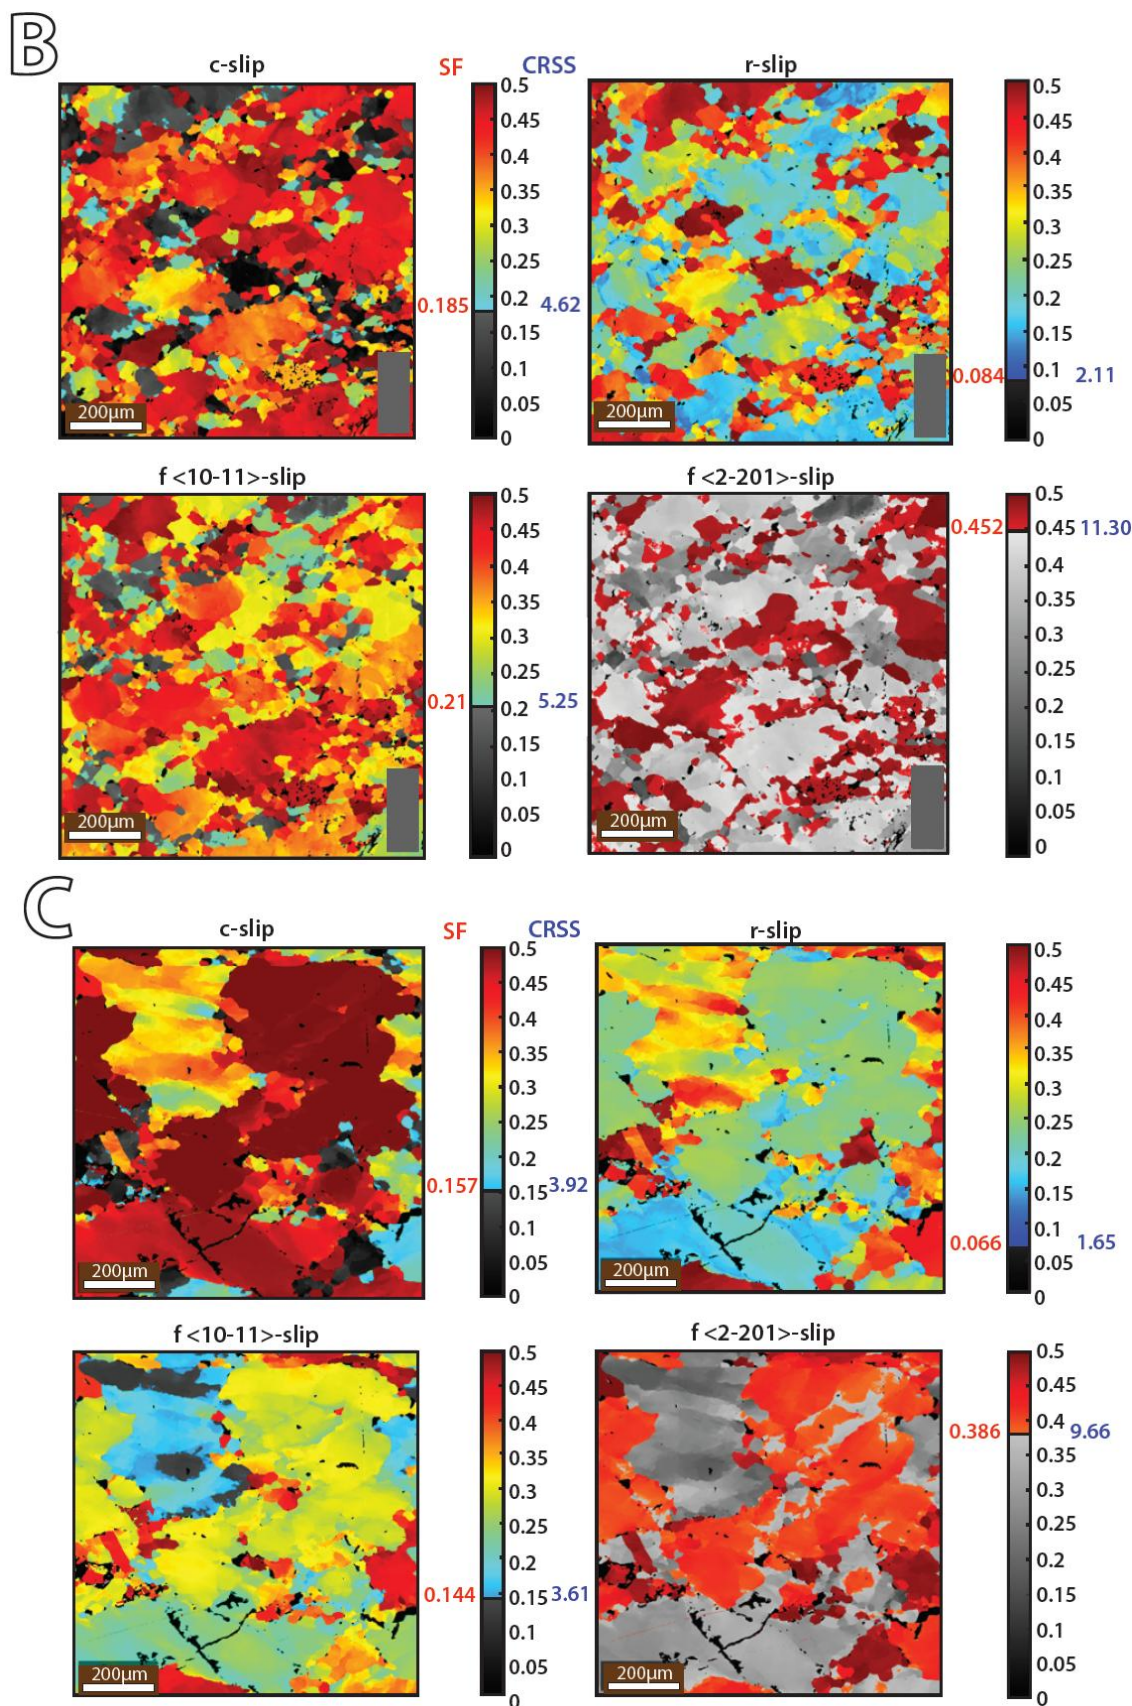 B
c-slip SF CRSS r-slip
0.5 0.5
0.45 0.45
0.4 0.4
0.35 0.35
0.3 0.3
0.25 0.25
0.185 0.2 4.62 0.2
0.15 0.15
0.1 0.084 0.1 2.11
0.05 0.05
0 0
200µm 200µm
f <10-11>-slip f <2-201>-slip
0.5 0.5
0.45 0.452 0.45 11.30
0.4 0.4
0.35 0.35
0.3 0.3
0.25 0.25
0.21 0.2 5.25 0.2
0.15 0.15
0.1 0.1
0.05 0.05
0 0
200µm 200µm
C
c-slip SF CRSS r-slip
0.5 0.5
0.45 0.45
0.4 0.4
0.35 0.35
0.3 0.3
0.25 0.25
0.2 0.2
0.157 0.15 3.92 0.15
0.1 0.066 0.1 1.65
0.05 0.05
0 0
200µm 200µm
f <10-11>-slip f <2-201>-slip
0.5 0.5
0.45 0.45
0.4 0.386 0.4 9.66
0.35 0.35
0.3 0.3
0.25 0.25
0.2 0.2
0.144 0.15 3.61 0.15
0.1 0.1
0.05 0.05
0 0
200µm 200µm